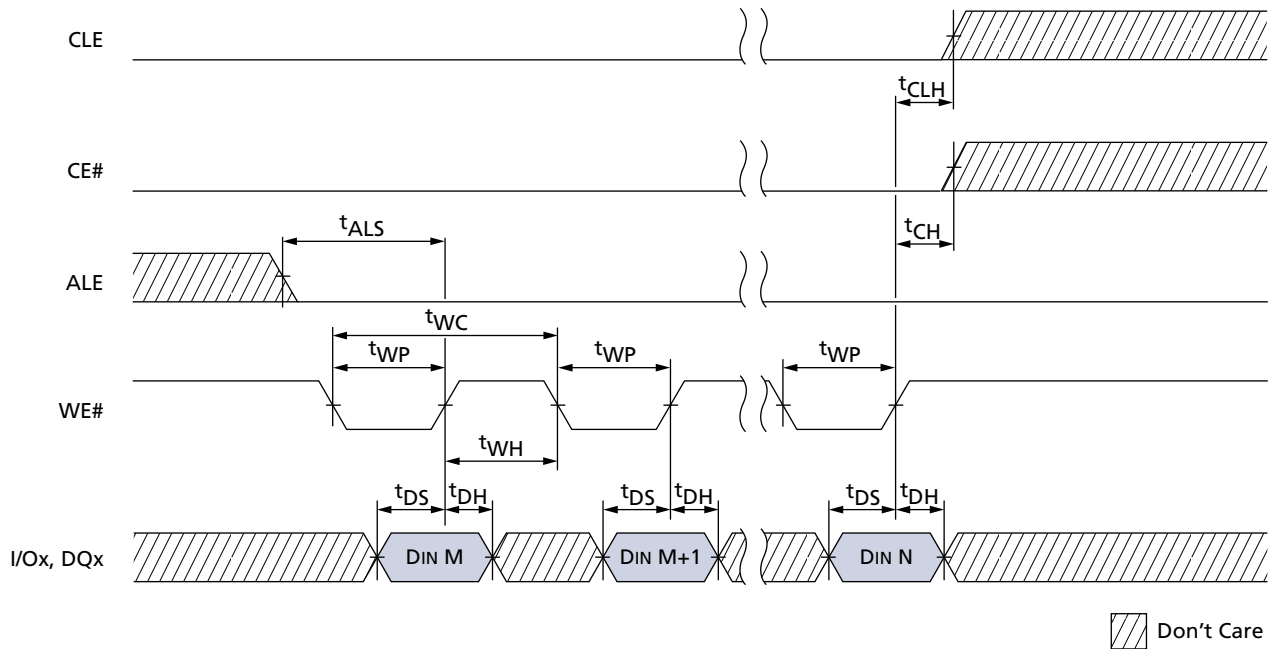 CLE
tCLH
CE#
tALS
tCH
ALE
tWC
tWP tWP tWP
WE#
tWH
tDS tDH tDS tDH tDS tDH
I/Ox, DQx DIN M DIN M+1 DIN N
Don't Care